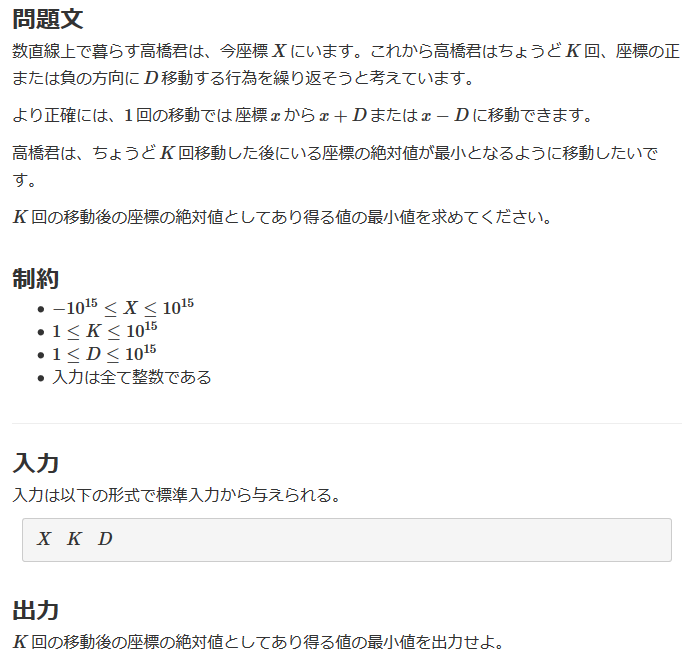 問題文
数直線上で暮らす高橋君は、今座標 X にいます。これから高橋君はちょうど K 回、座標の正
または負の方向に D 移動する行為を繰り返そうと考えています。
より正確には、1 回の移動では 座標 x から x + D または x − D に移動できます。
高橋君は、ちょうど K 回移動した後にいる座標の絶対値が最小となるように移動したいで
す。
K 回の移動後の座標の絶対値としてあり得る値の最小値を求めてください。
制約
• −10^15 ≤ X ≤ 10^15
• 1 ≤ K ≤ 10^15
• 1 ≤ D ≤ 10^15
• 入力は全て整数である
入力
入力は以下の形式で標準入力から与えられる。
X K D
出力
K 回の移動後の座標の絶対値としてあり得る値の最小値を出力せよ。